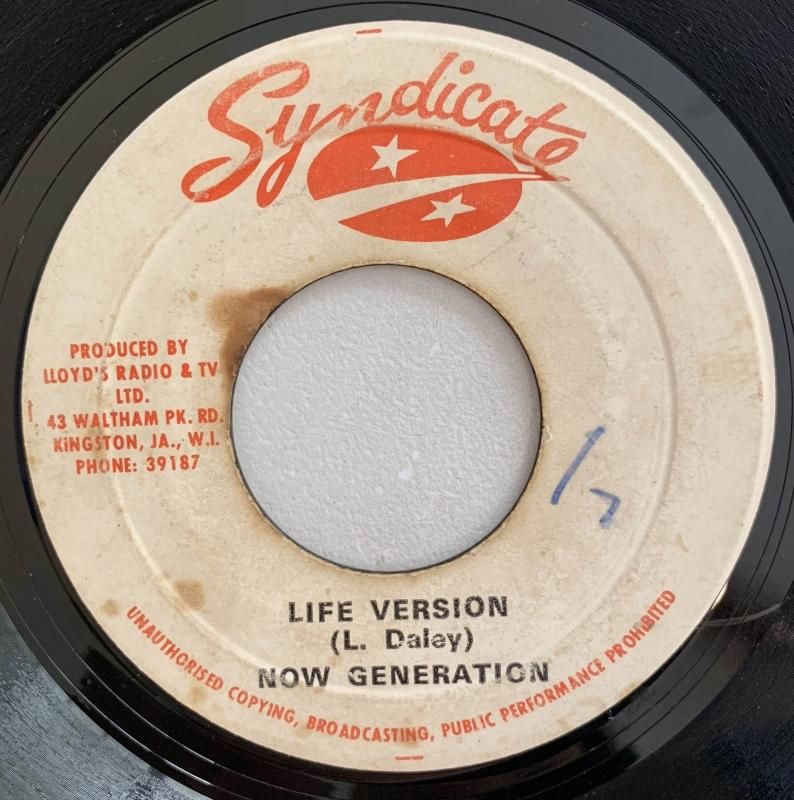 Syndicate
PRODUCED BY
LLOYD'S RADIO & TV
LTD.
43 WALTHAM PK. RD.
KINGSTON, JA., W.I.
PHONE: 39187
LIFE VERSION
(L. Daley)
NOW GENERATION
UNAUTHORISED COPYING, BROADCASTING, PUBLIC PERFORMANCE PROHIBITED